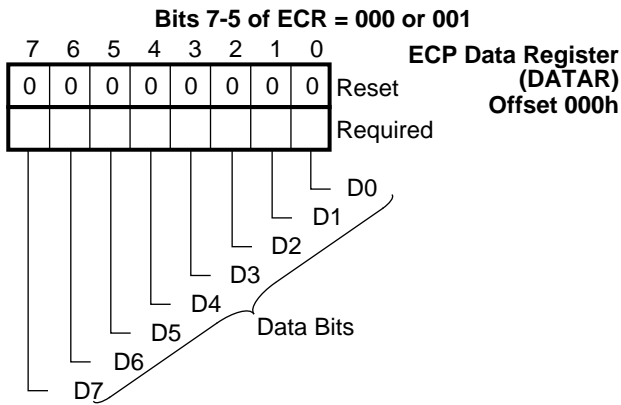 Bits 7-5 of ECR = 000 or 001
7 6 5 4 3 2 1 0
ECP Data Register
(DATAR)
Offset 000h
0 0 0 0 0 0 0 0 Reset
Required
D0
D1
D2
D3
D4
D5
D6
D7
Data Bits